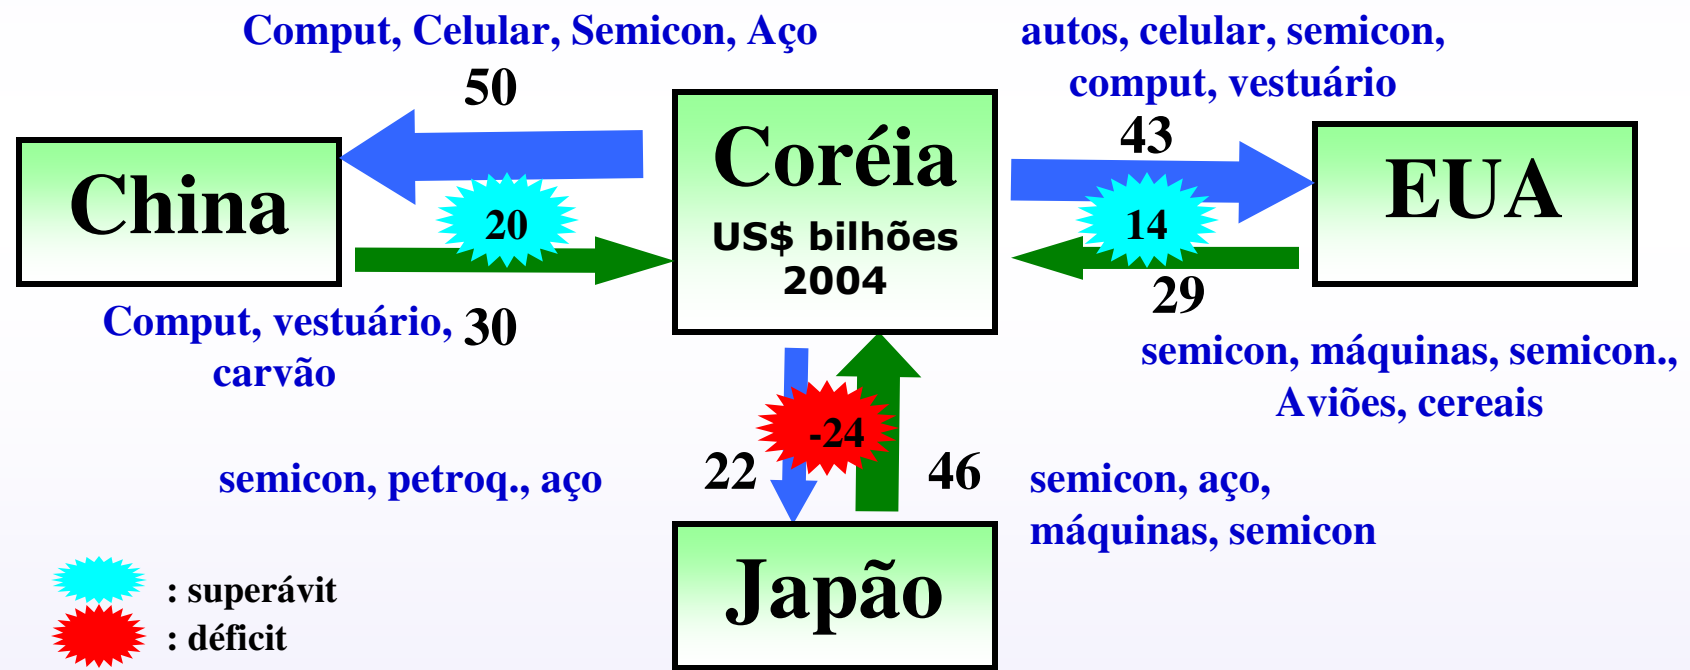 Comput, Celular, Semicon, Aço
autos, celular, semicon,
comput, vestuário
50
43
China
Coréia
US$ bilhões
2004
EUA
20
14
30
29
Comput, vestuário,
carvão
semicon, máquinas, semicon.,
Aviões, cereais
-24
22
46
semicon, petroq., aço
semicon, aço,
máquinas, semicon
Japão
: superávit
: déficit